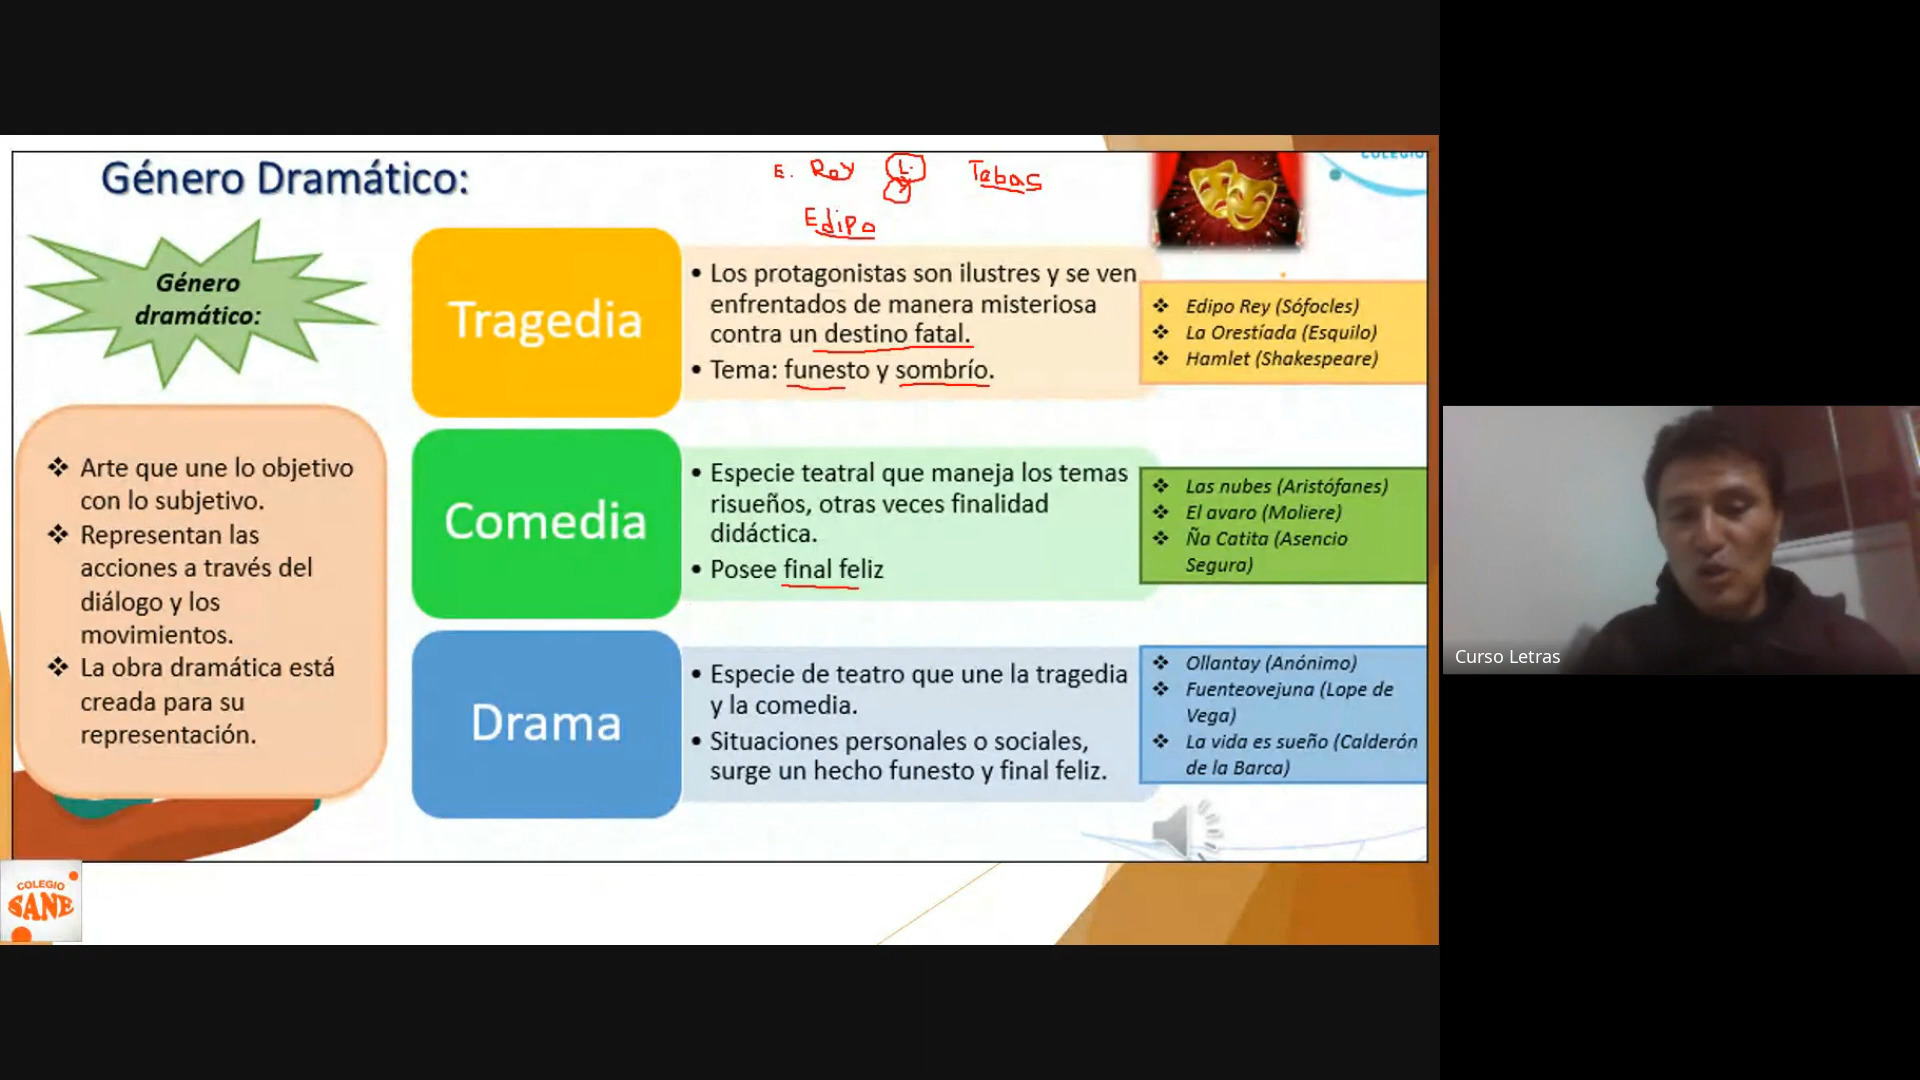 Género Dramático:
E. Rey L. Tebas
Edipo
COLEGIO
Género
dramático:
❖ Arte que une lo objetivo
con lo subjetivo.
❖ Representan las
acciones a través del
diálogo y los
movimientos.
❖ La obra dramática está
creada para su
representación.
Tragedia
• Los protagonistas son ilustres y se ven
enfrentados de manera misteriosa
contra un destino fatal.
• Tema: funesto y sombrío.
❖ Edipo Rey (Sófocles)
❖ La Orestíada (Esquilo)
❖ Hamlet (Shakespeare)
Comedia
• Especie teatral que maneja los temas
risueños, otras veces finalidad
didáctica.
• Posee final feliz
❖ Las nubes (Aristófanes)
❖ El avaro (Moliere)
❖ Ña Catita (Asencio
Segura)
Drama
• Especie de teatro que une la tragedia
y la comedia.
• Situaciones personales o sociales,
surge un hecho funesto y final feliz.
❖ Ollantay (Anónimo)
❖ Fuenteovejuna (Lope de
Vega)
❖ La vida es sueño (Calderón
de la Barca)
COLEGIO
SANE
Curso Letras